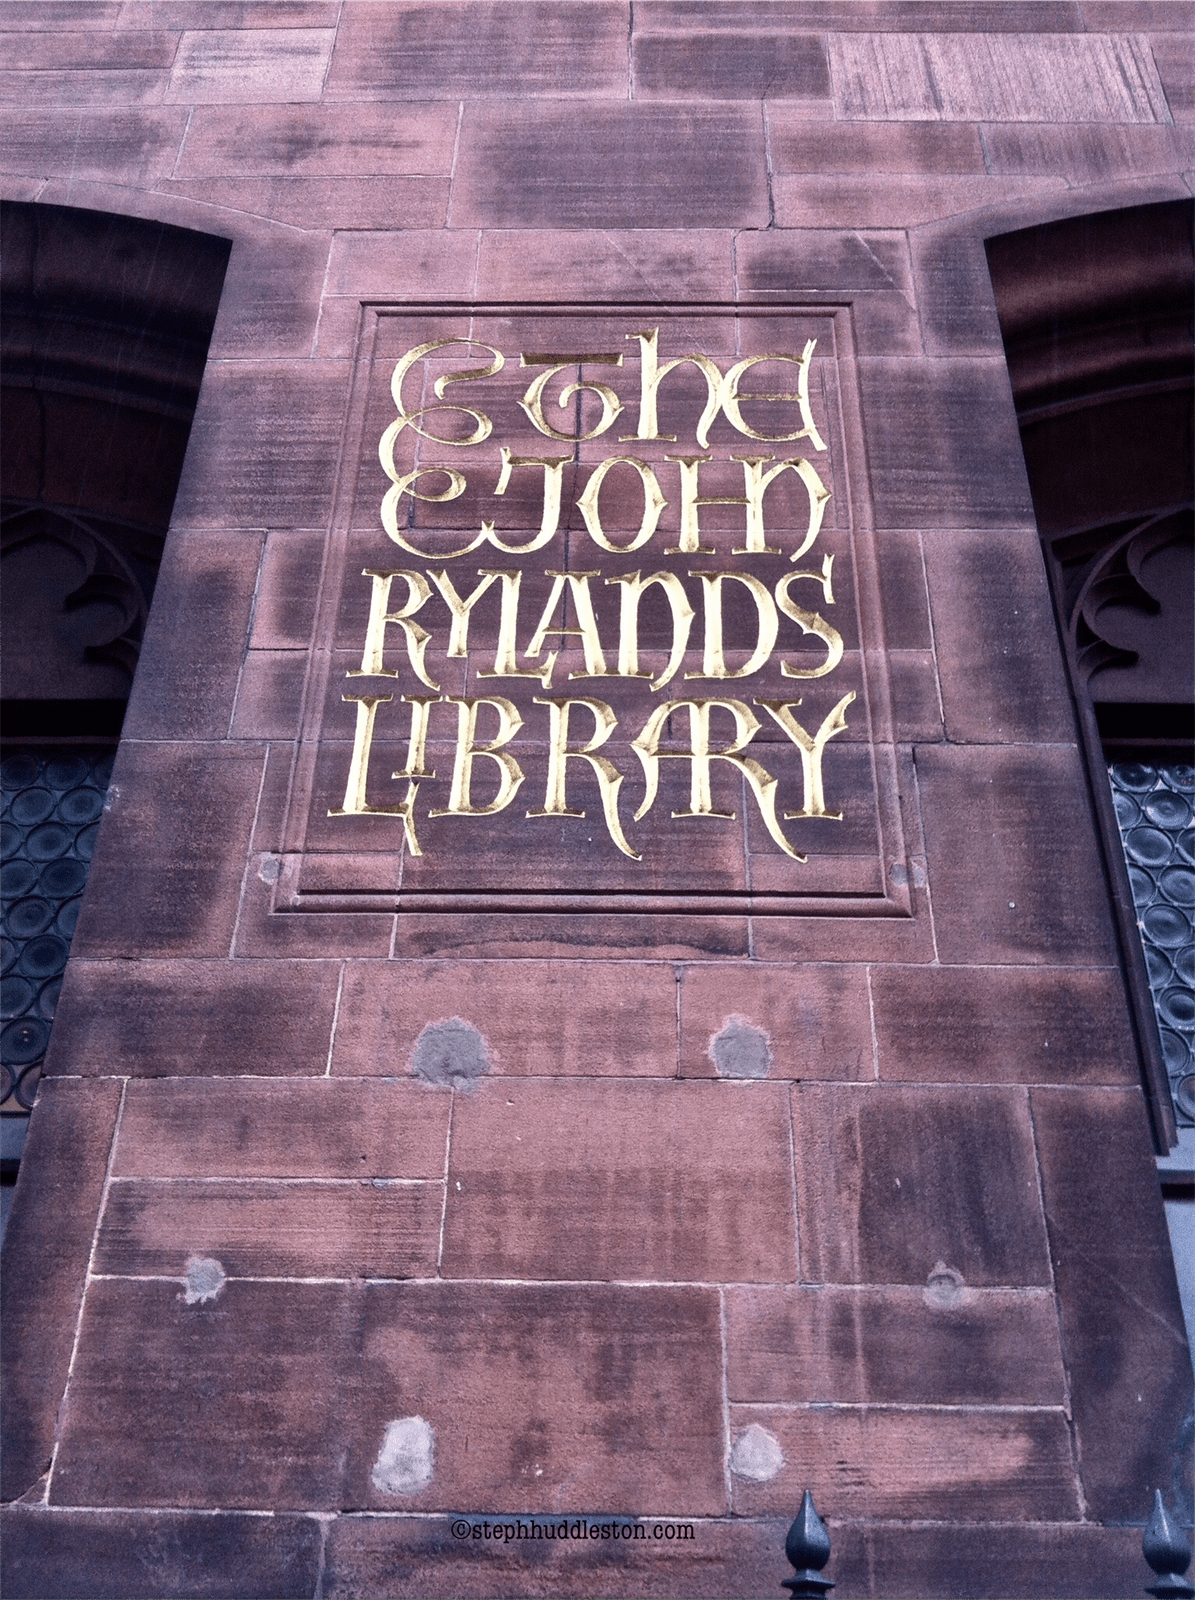 The
John
Rylands
Library
©stephhuddleston.com